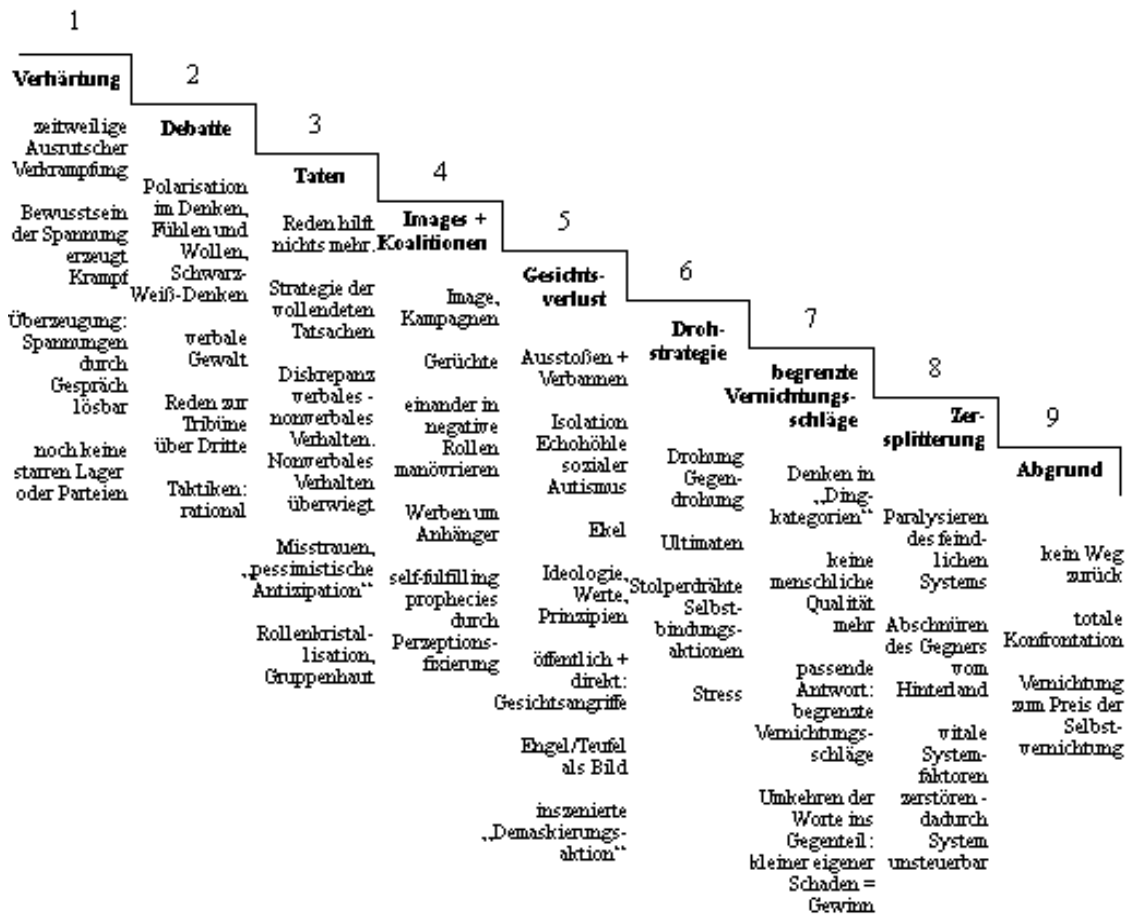 1
Verhärtung
zeitweilige
Ausrutscher
Verkrampfung
Bewusstsein
der Spannung
erzeugt
Krampf
Überzeugung:
Spannungen
durch
Gespräch
lösbar
noch keine
starren Lager
oder Parteien
2
Debatte
Polarisation
im Denken,
Fühlen und
Wollen,
Schwarz-
Weiß-Denken
verbale
Gewalt
Reden zur
Tribüne
über Dritte
Taktiken:
rational
3
Taten
Reden hilft
nichts mehr.
Strategie der
vollendeten
Tatsachen
Diskrepanz
verbales -
nonverbales
Verhalten.
Nonverbales
Verhalten
überwiegt
Misstrauen,
„pessimistische
Antizipation“
Rollenkristal-
lisation,
Gruppenhaut
4
Images +
Koalitionen
Image,
Kampagnen
Gerüchte
einander in
negative
Rollen
manövrieren
Werben um
Anhänger
self-fulfilling
prophecies
durch
Perzeptions-
fixierung
5
Gesichts-
verlust
Ausstoßen +
Verbannen
Isolation
Echohöhle
sozialer
Autismus
Ekel
Ideologie,
Werte,
Prinzipien
öffentlich +
direkt:
Gesichtsangriffe
Engel/Teufel
als Bild
inszenierte
„Demaskierungs-
aktion“
6
Droh-
strategie
Drohung
Gegen-
drohung
Ultimaten
Stolperdrähte
Selbst-
bindungs-
aktionen
Stress
7
begrenzte
Vernichtungs-
schläge
Denken in
„Ding-
kategorien“
keine
menschliche
Qualität
mehr
passende
Antwort:
begrenzte
Vernichtungs-
schläge
Umkehren der
Worte ins
Gegenteil:
kleiner eigener
Schaden =
Gewinn
8
Zer-
splitterung
Paralysieren
des feind-
lichen
Systems
Abschnüren
des Gegners
vom
Hinterland
vitale
System-
faktoren
zerstören -
dadurch
System
unsteuerbar
9
Abgrund
kein Weg
zurück
totale
Konfrontation
Vernichtung
zum Preis der
Selbst-
vernichtung